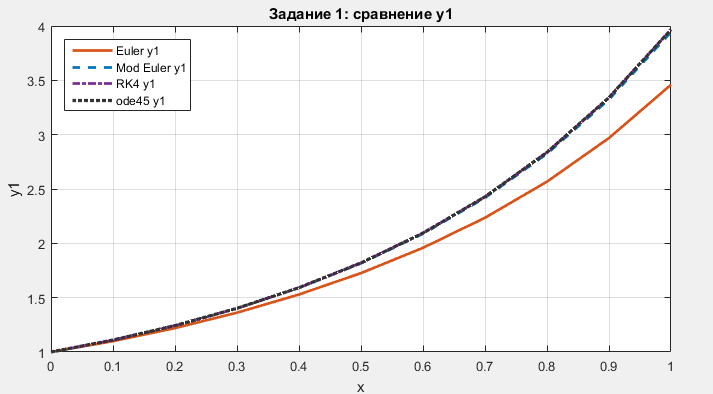 Задание 1: сравнение y1
Euler y1
Mod Euler y1
RK4 y1
ode45 y1
4
3.5
3
2.5
2
1.5
1
y1
0 0.1 0.2 0.3 0.4 0.5 0.6 0.7 0.8 0.9 1
x